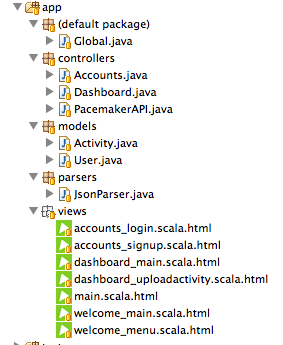 app
(default package)
Global.java
controllers
Accounts.java
Dashboard.java
PacemakerAPI.java
models
Activity.java
User.java
parsers
JsonParser.java
views
accounts_login.scala.html
accounts_signup.scala.html
dashboard_main.scala.html
dashboard_uploadactivity.scala.html
main.scala.html
welcome_main.scala.html
welcome_menu.scala.html